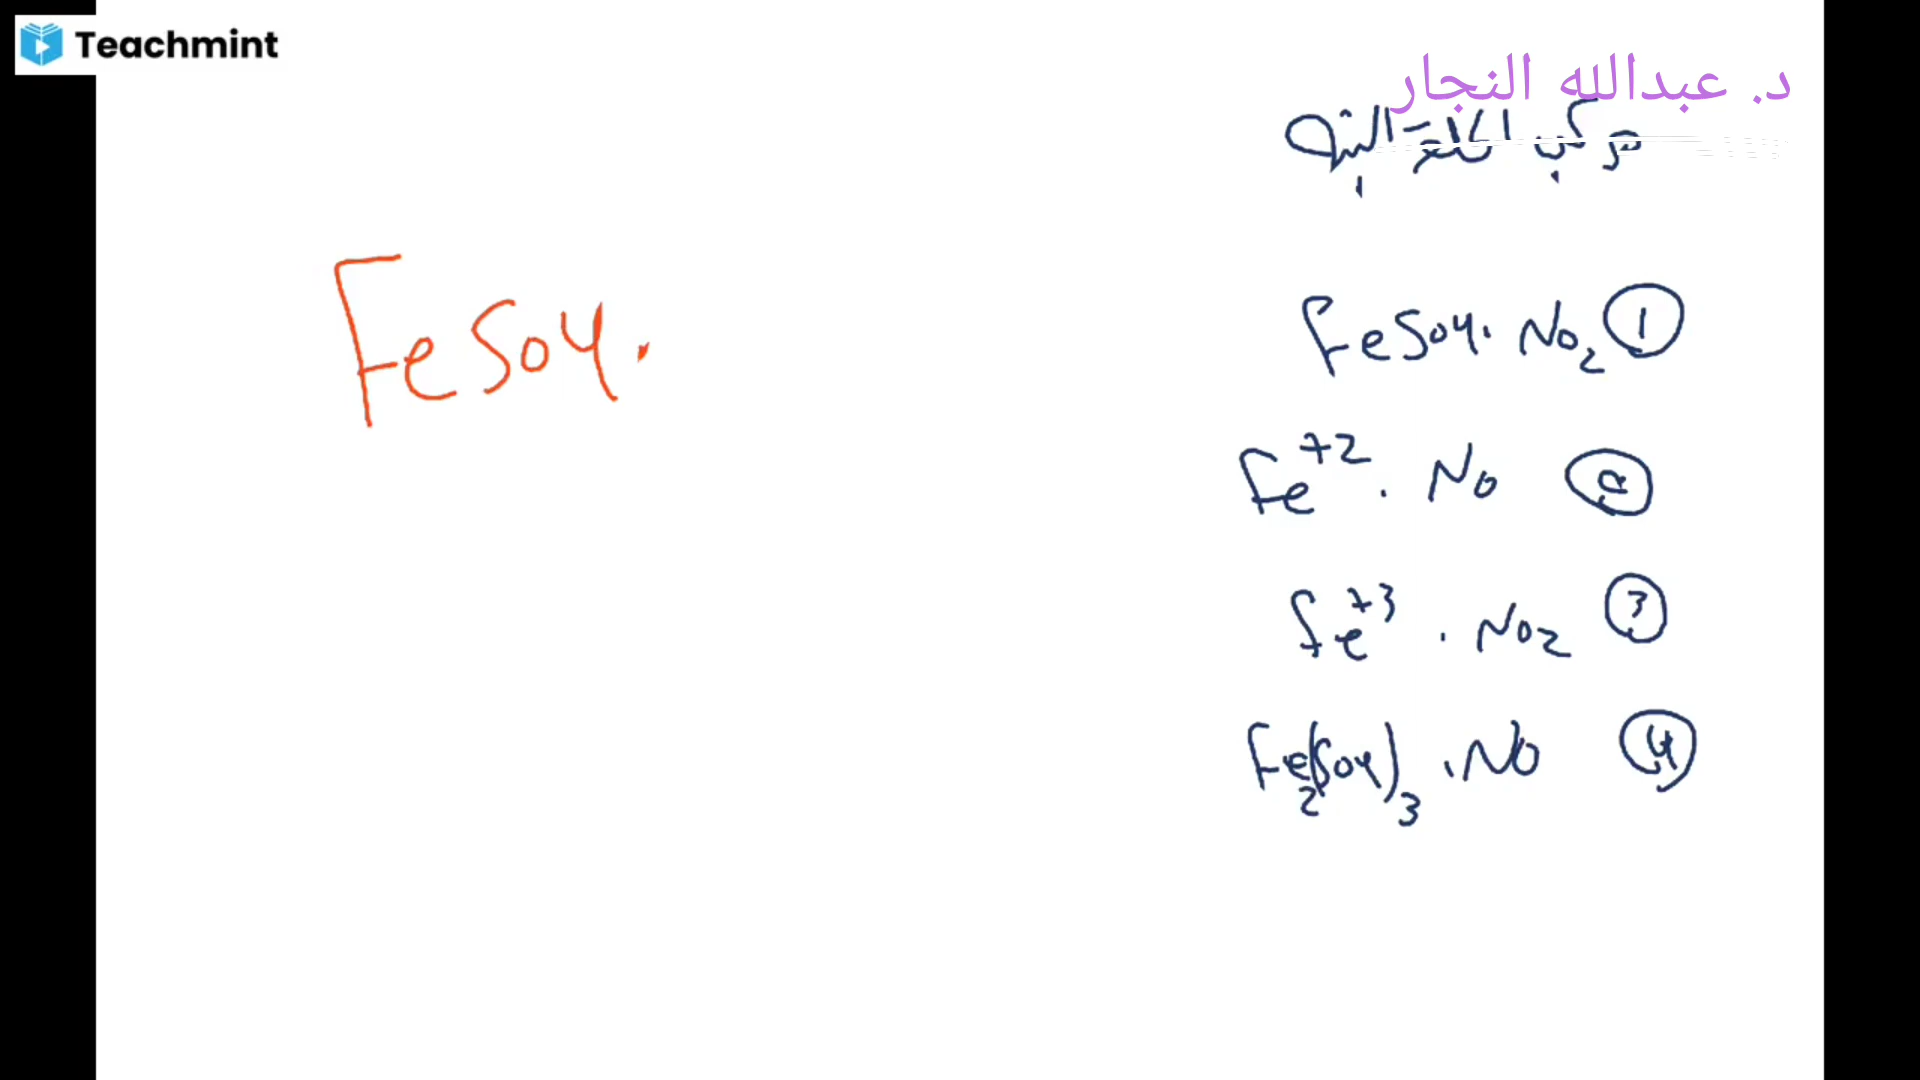 Teachmint
د. عبدالله النجار
مركب الحلقة البنية
FeSo4.
FeSo4. No2 ①
Fe+2 . No ②
fe+3 . No2 ③
Fe2(So4)3 .No ④